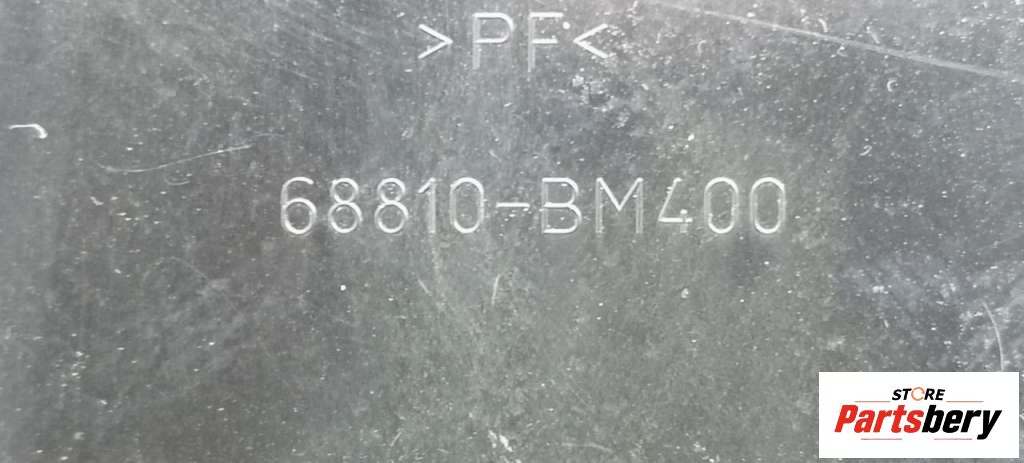 >PF<
68810-BM400
STORE
Partsbery